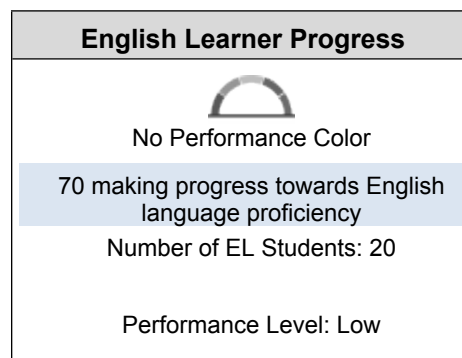 English Learner Progress
No Performance Color
70 making progress towards English
language proficiency
Number of EL Students: 20
Performance Level: Low